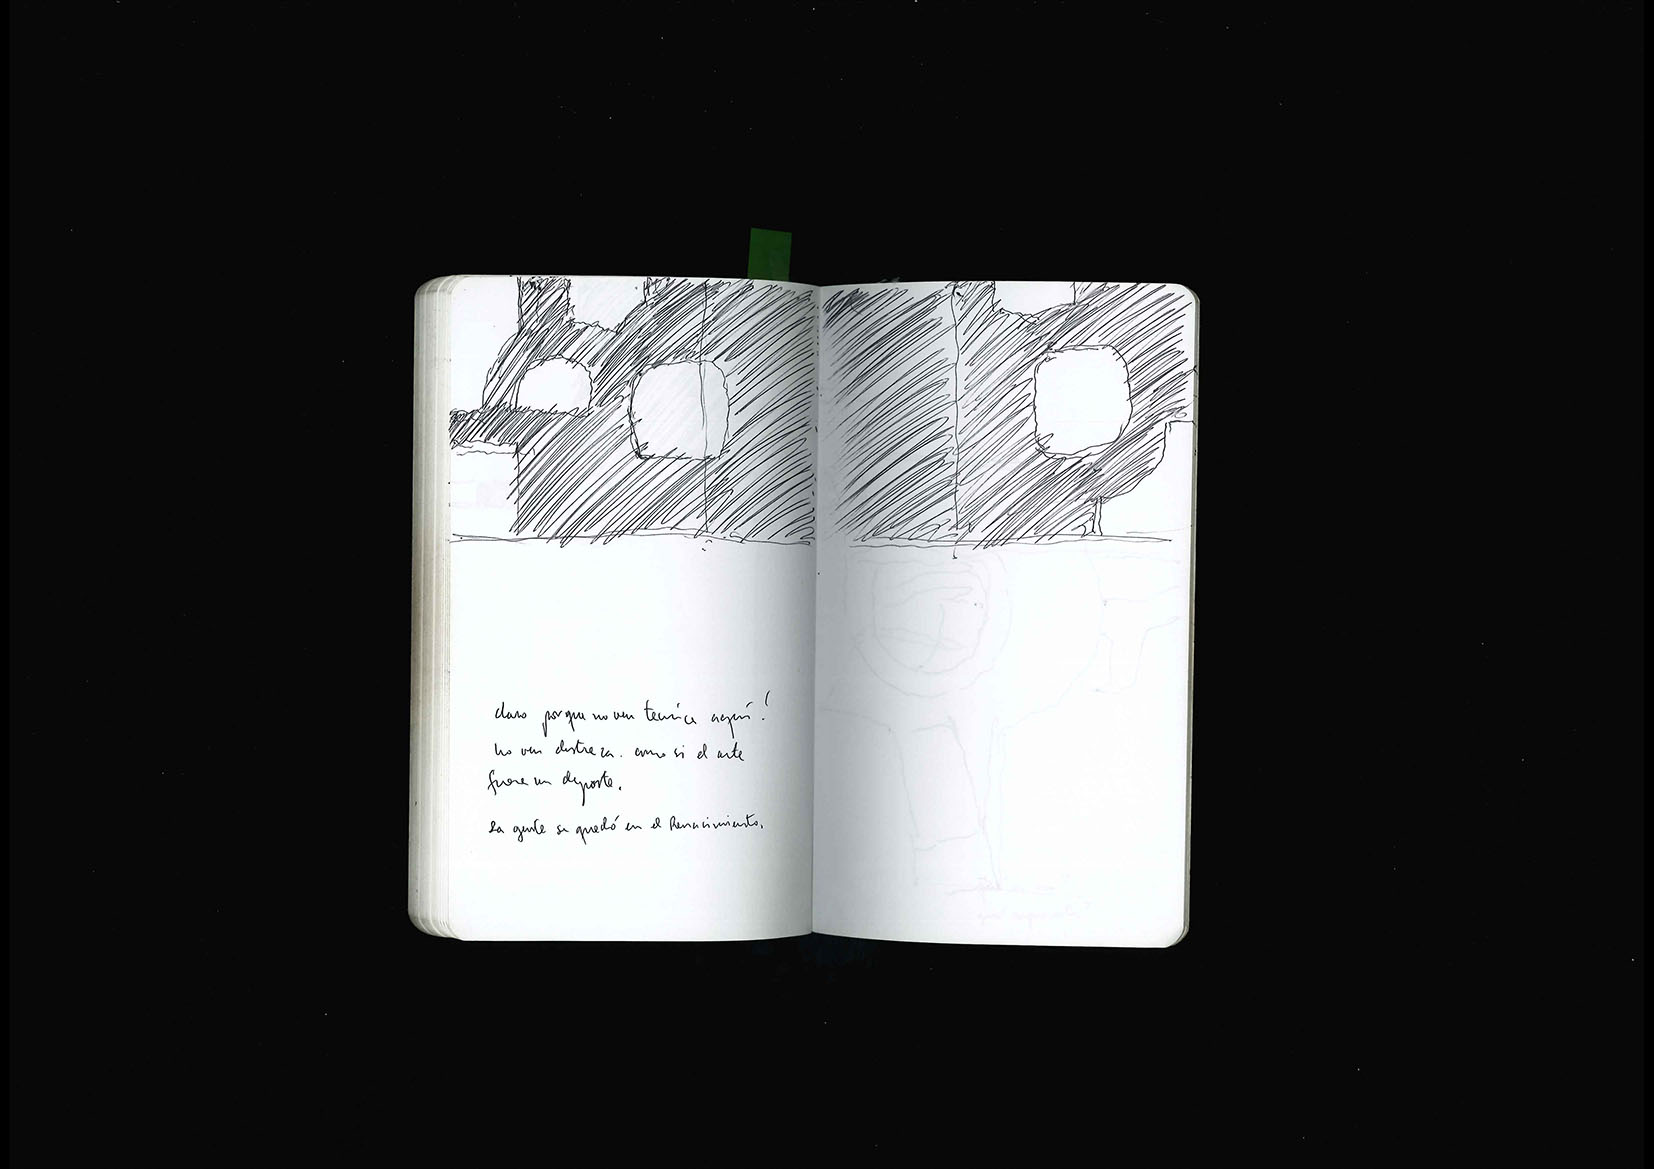 claro porque no ven técnica aquí!
no ven destreza. como si el arte
fuera un deporte.
La gente se quedó en el Renacimiento.